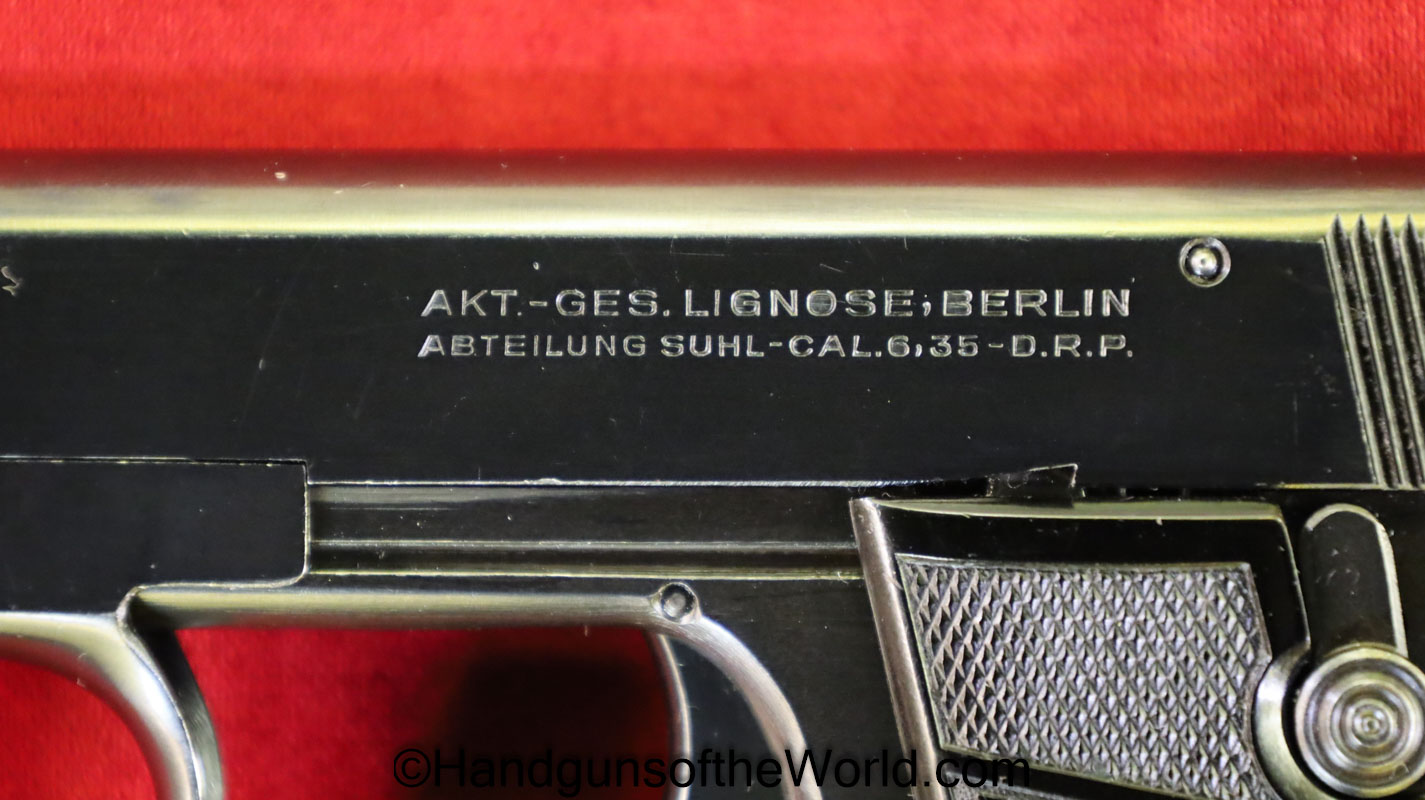 AKT.-GES. LIGNOSE, BERLIN
ABTEILUNG SUHL-CAL.6,35-D.R.P.
©HandgunsoftheWorld.com